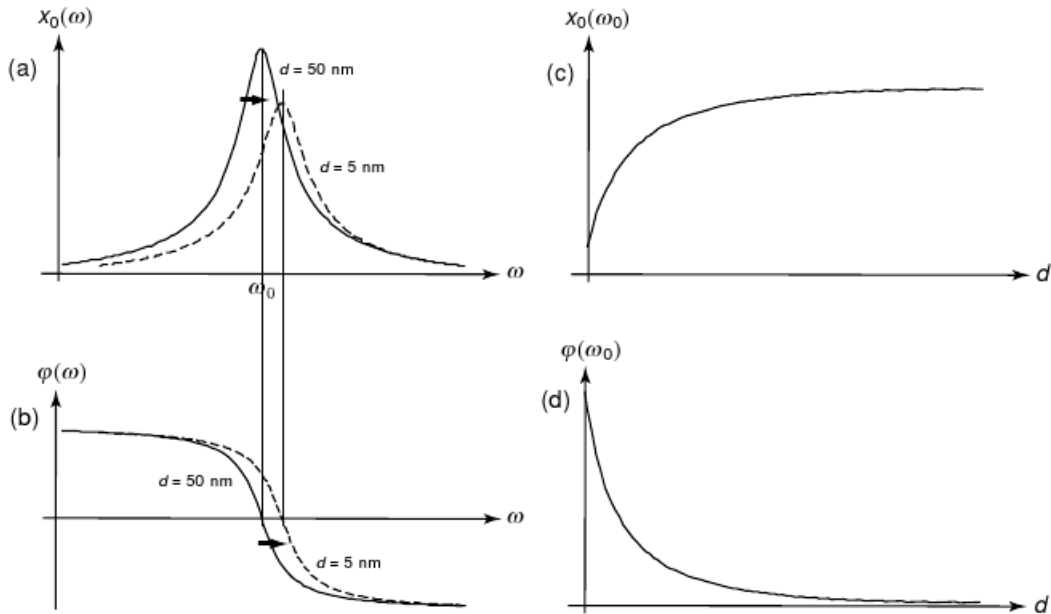 x₀(ω)
(a)
d = 50 nm
d = 5 nm
ω
ω₀
φ(ω)
(b)
d = 50 nm
d = 5 nm
ω
x₀(ω₀)
(c)
d
φ(ω₀)
(d)
d